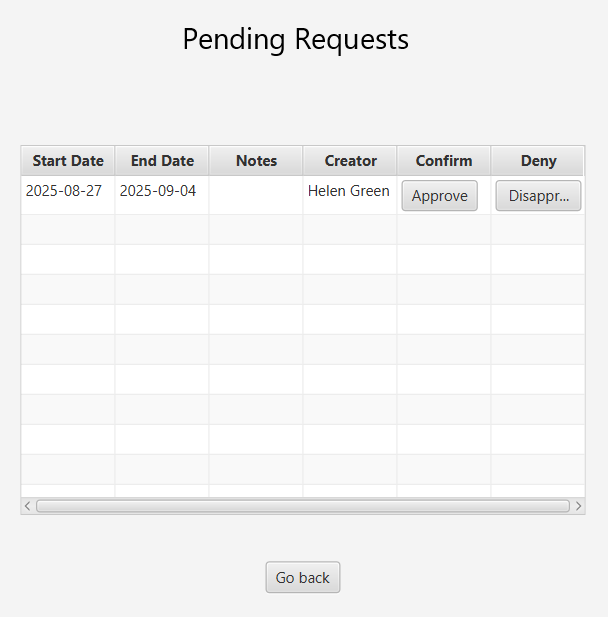 Pending Requests
Start Date End Date Notes Creator Confirm Deny
2025-08-27 2025-09-04 Helen Green Approve Disappr...
Go back